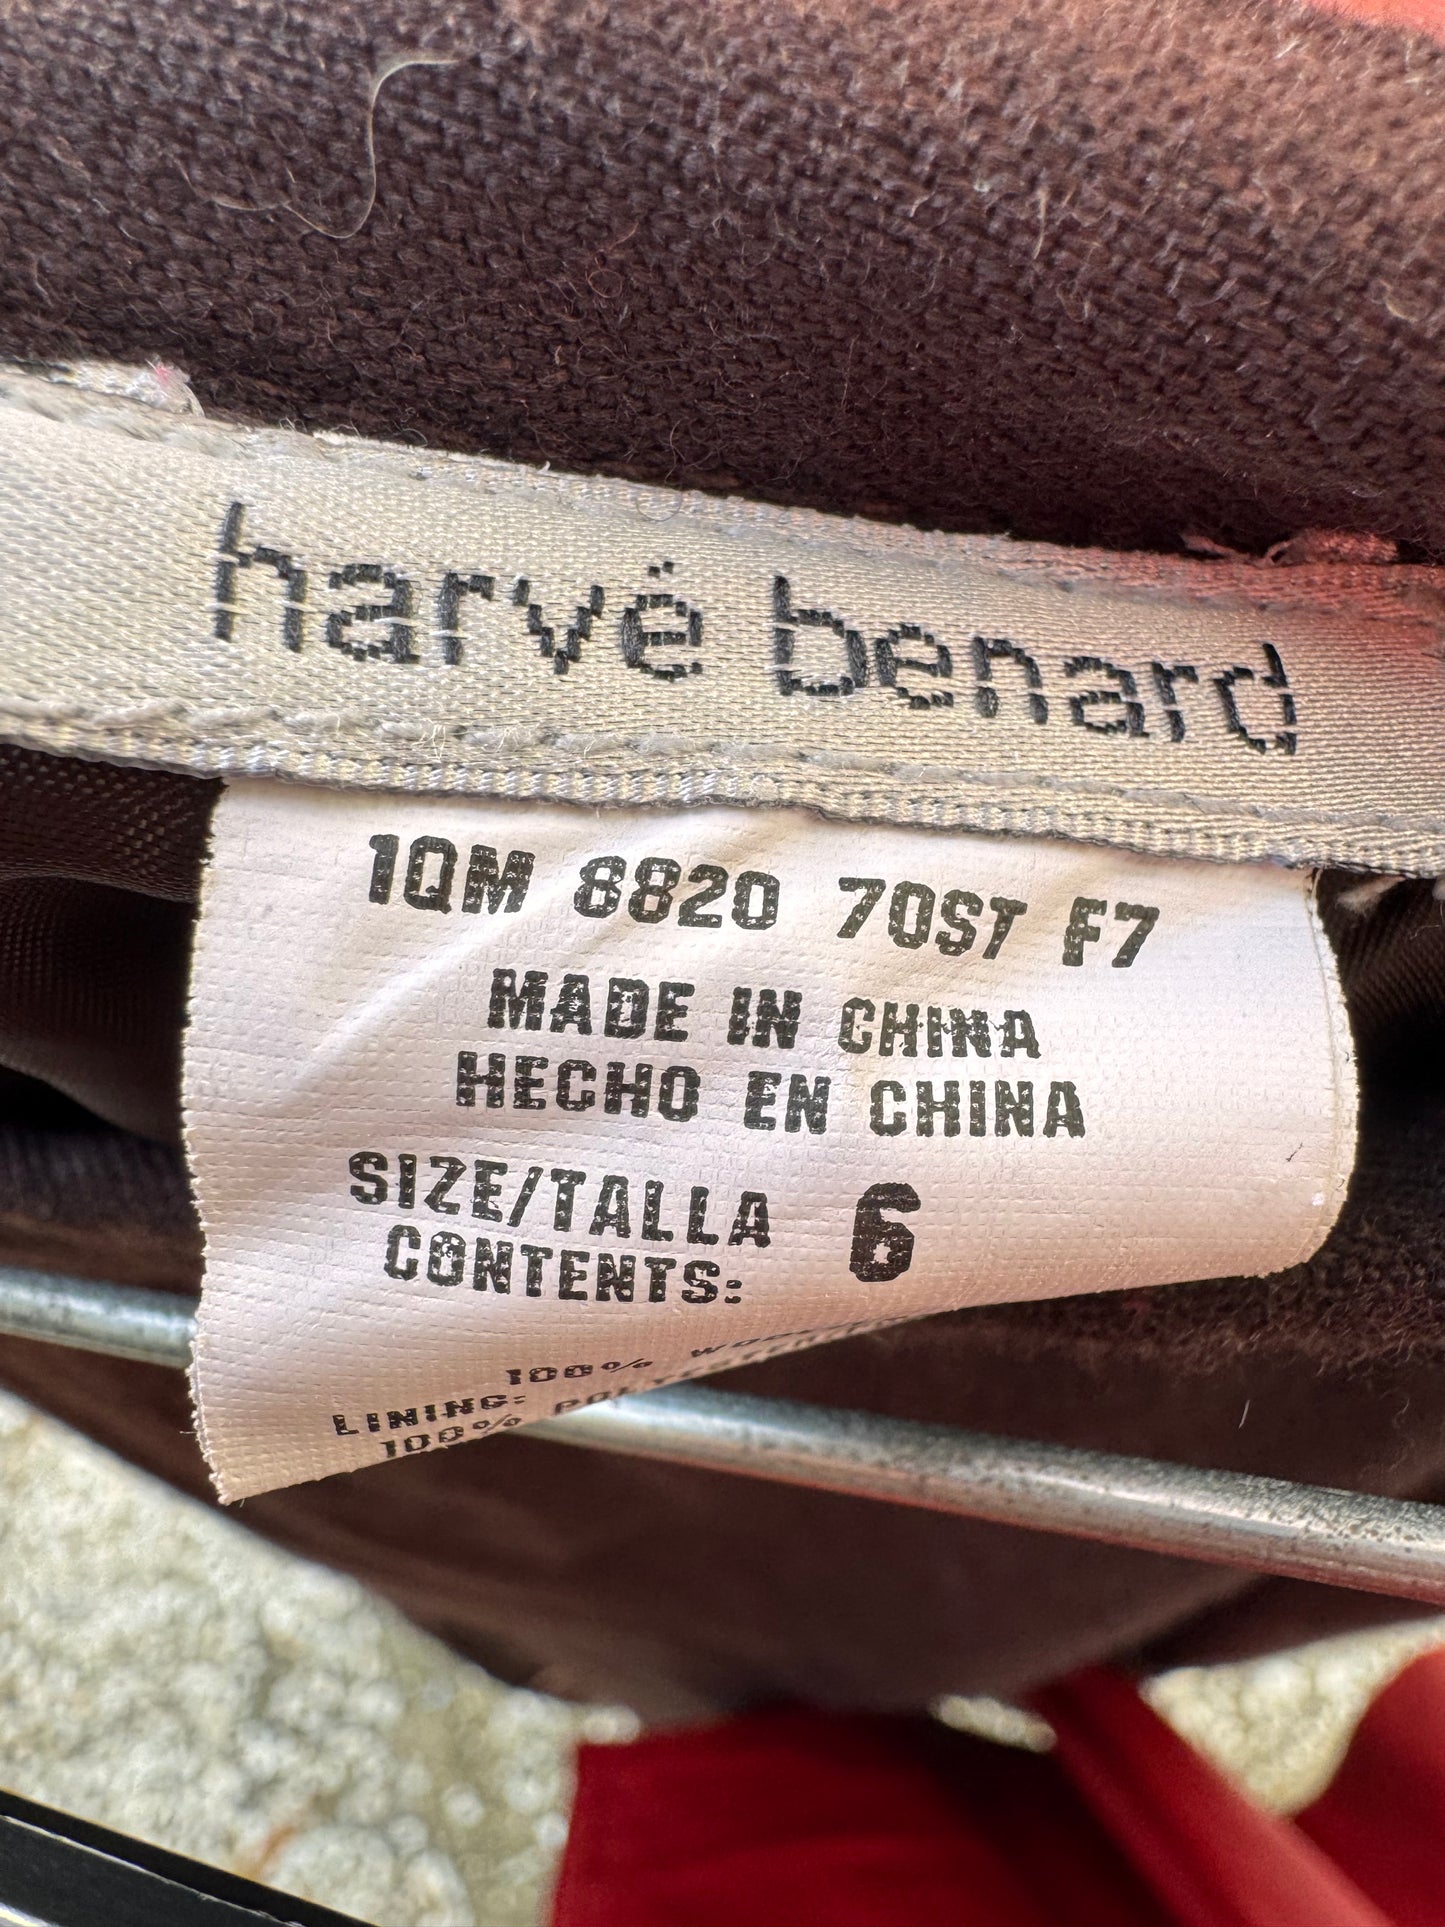 harvé benard
1QM 8820 70ST F7
MADE IN CHINA
HECHO EN CHINA
SIZE/TALLA 6
CONTENTS:
100%
LINING:
100%